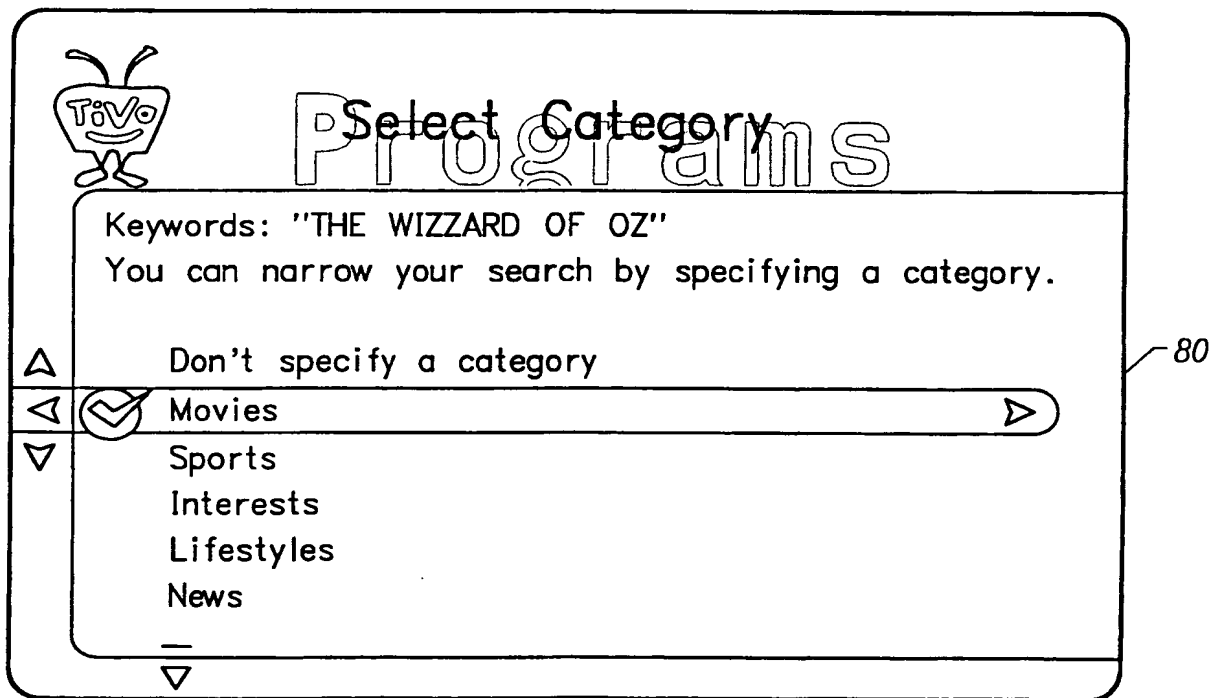 TiVo
Programs
Select Category
Keywords: "THE WIZZARD OF OZ"
You can narrow your search by specifying a category.
Don't specify a category
Movies
Sports
Interests
Lifestyles
News
80